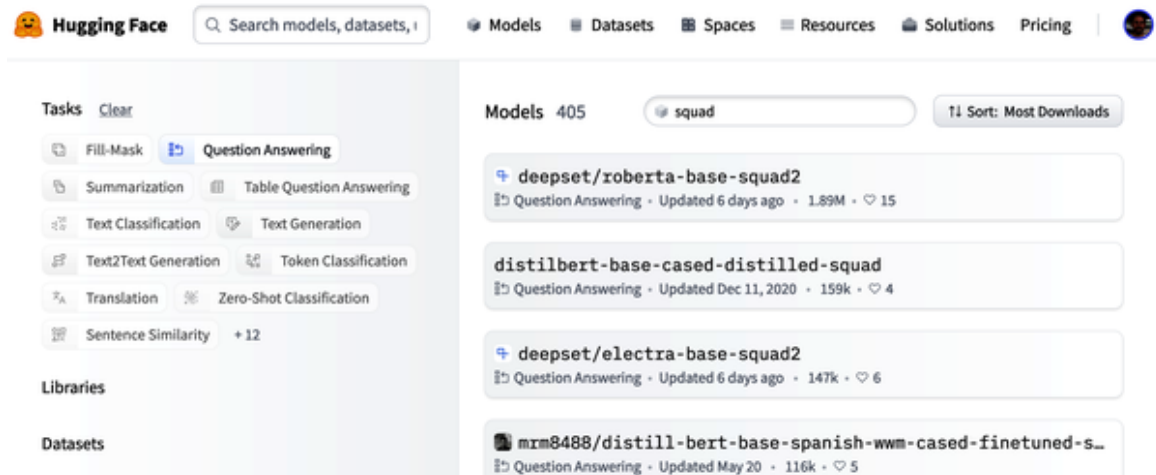 Hugging Face
Search models, datasets, u
Models
Datasets
Spaces
Resources
Solutions
Pricing
Tasks Clear
Fill-Mask Question Answering
Summarization Table Question Answering
Text Classification Text Generation
Text2Text Generation Token Classification
Translation Zero-Shot Classification
Sentence Similarity + 12
Libraries
Datasets
Models 405
squad
↑↓ Sort: Most Downloads
deepset/roberta-base-squad2
Question Answering • Updated 6 days ago • 1.89M • ♡ 15
distilbert-base-cased-distilled-squad
Question Answering • Updated Dec 11, 2020 • 159k • ♡ 4
deepset/electra-base-squad2
Question Answering • Updated 6 days ago • 147k • ♡ 6
mrm8488/distill-bert-base-spanish-wwm-cased-finetuned-s…
Question Answering • Updated May 20 • 116k • ♡ 5